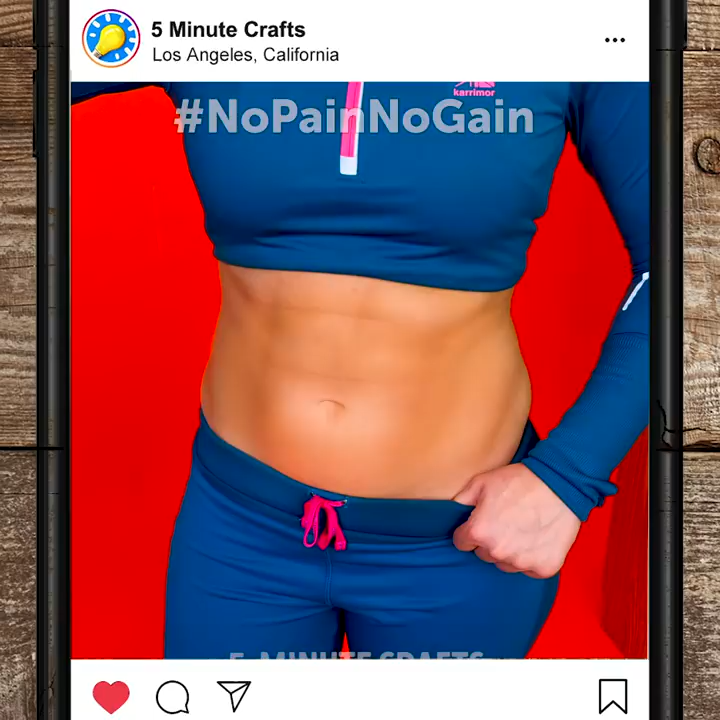 5 Minute Crafts
Los Angeles, California
karrimor
#NoPainNoGain
5-MINUTE CRAFTS